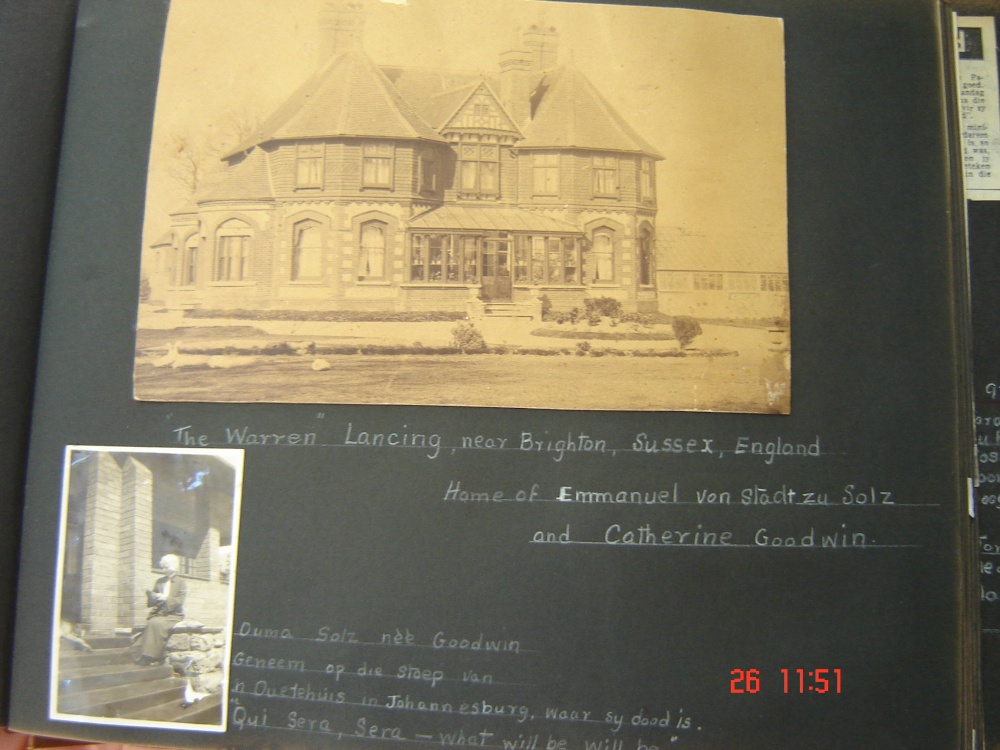 "The Warren" Lancing, near Brighton, Sussex, England
Home of Emmanuel von Stadt zu Solz
and Catherine Goodwin.
Ouma Solz nèè Goodwin
Geneem op die stoep van
'n Ouetehuis in Johannesburg, waar sy dood is.
"Qui Sera, Sera — what will be will be"
26 11:51